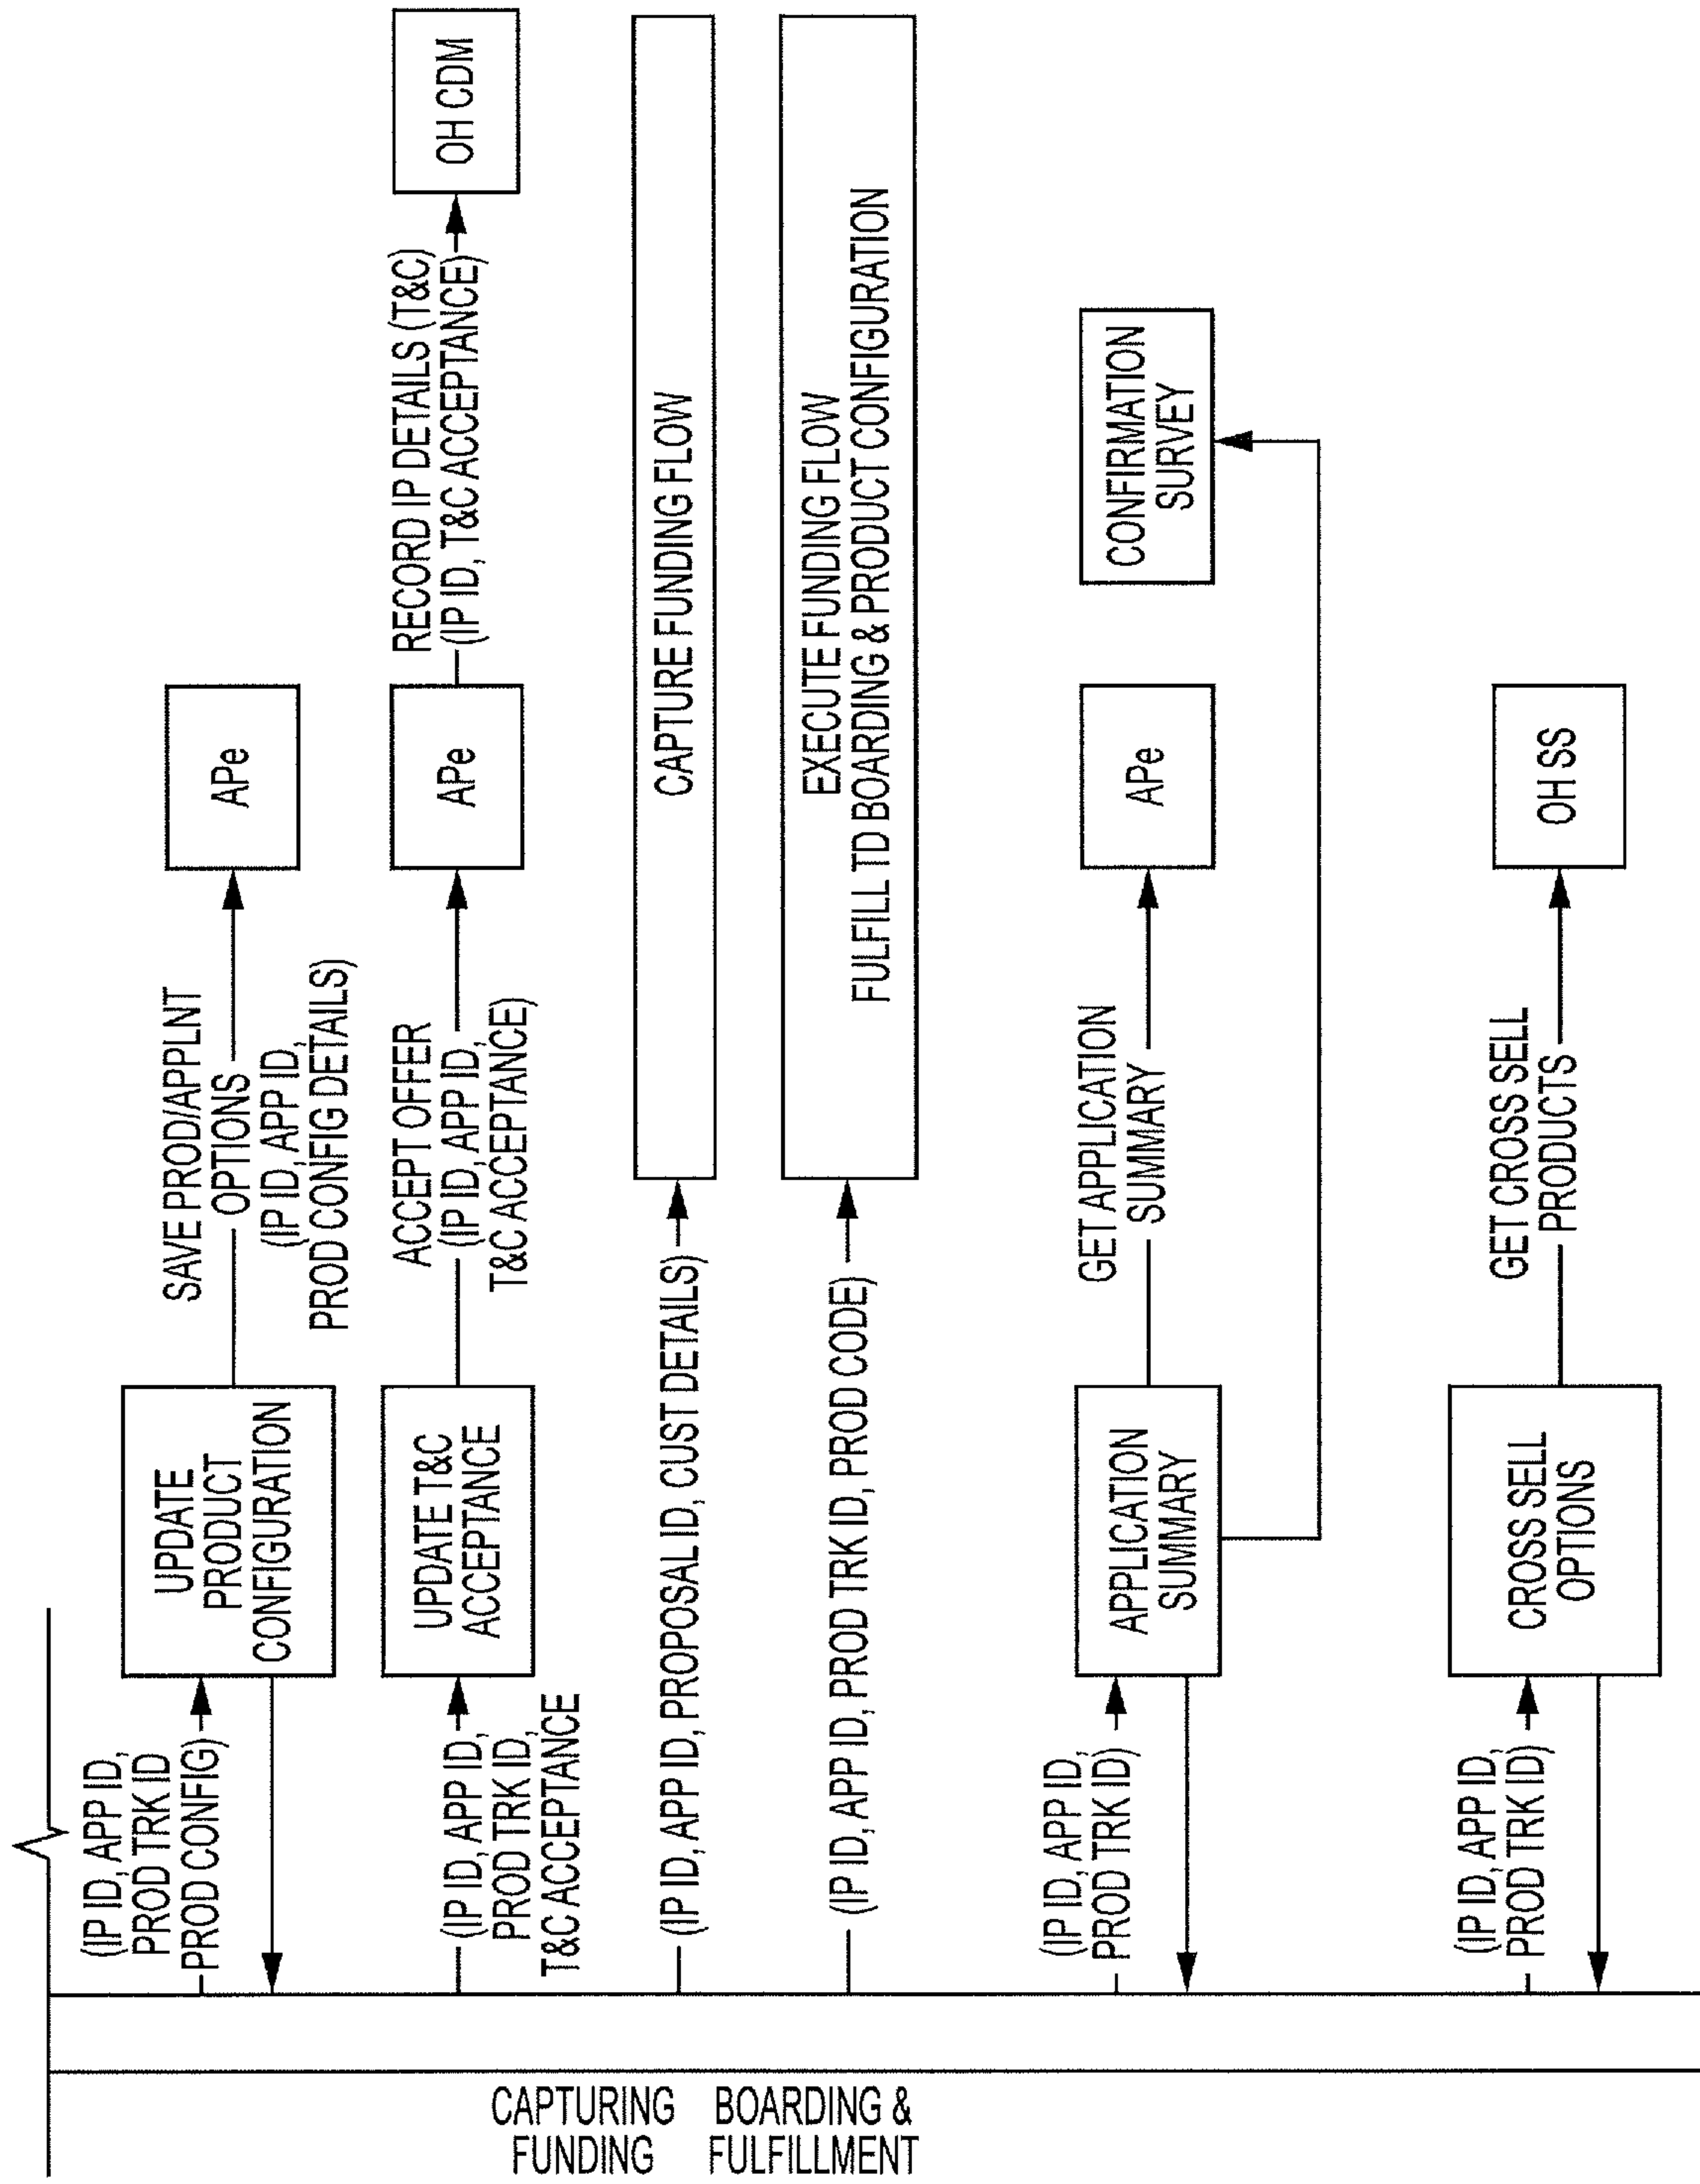 (IP ID, APP ID,
PROD TRK ID
PROD CONFIG)
UPDATE
PRODUCT
CONFIGURATION
SAVE PROD/APPLNT
OPTIONS
(IP ID, APP ID,
PROD CONFIG DETAILS)
APe
(IP ID, APP ID,
PROD TRK ID,
T&C ACCEPTANCE
UPDATE T&C
ACCEPTANCE
ACCEPT OFFER
(IP ID, APP ID,
T&C ACCEPTANCE)
APe
RECORD IP DETAILS (T&C)
(IP ID, T&C ACCEPTANCE)
OH CDM
CAPTURING
FUNDING
(IP ID, APP ID, PROPOSAL ID, CUST DETAILS)
CAPTURE FUNDING FLOW
BOARDING &
FULFILLMENT
(IP ID, APP ID, PROD TRK ID, PROD CODE)
EXECUTE FUNDING FLOW
FULFILL TD BOARDING & PRODUCT CONFIGURATION
(IP ID, APP ID,
PROD TRK ID)
APPLICATION
SUMMARY
GET APPLICATION
SUMMARY
APe
CONFIRMATION
SURVEY
(IP ID, APP ID,
PROD TRK ID)
CROSS SELL
OPTIONS
GET CROSS SELL
PRODUCTS
OH SS